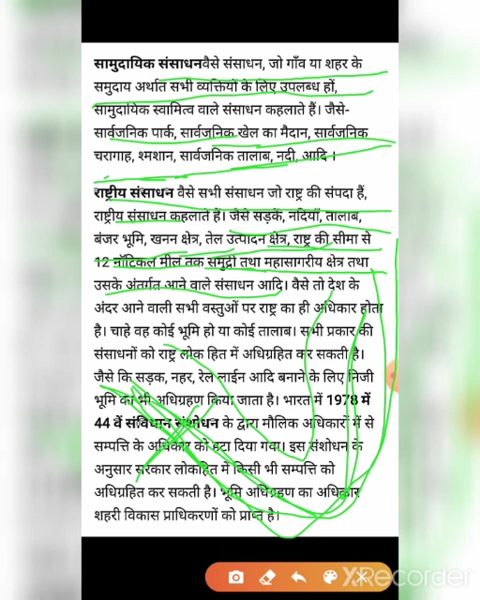 सामुदायिक संसाधनवैसे संसाधन, जो गाँव या शहर के
समुदाय अर्थात सभी व्यक्तियों के लिए उपलब्ध हों,
सामुदायिक स्वामित्व वाले संसाधन कहलाते हैं। जैसे-
सार्वजनिक पार्क, सार्वजनिक खेल का मैदान, सार्वजनिक
चरागाह, श्मशान, सार्वजनिक तालाब, नदी, आदि ।
राष्ट्रीय संसाधन वैसे सभी संसाधन जो राष्ट्र की संपदा हैं,
राष्ट्रीय संसाधन कहलाते हैं। जैसे सड़कें, नदियाँ, तालाब,
बंजर भूमि, खनन क्षेत्र, तेल उत्पादन क्षेत्र, राष्ट्र की सीमा से
12 नॉटिकल मील तक समुद्री तथा महासागरीय क्षेत्र तथा
उसके अंतर्गत आने वाले संसाधन आदि। वैसे तो देश के
अंदर आने वाली सभी वस्तुओं पर राष्ट्र का ही अधिकार होता
है। चाहे वह कोई भूमि हो या कोई तालाब। सभी प्रकार की
संसाधनों को राष्ट्र लोक हित में अधिग्रहित कर सकती है।
जैसे कि सड़क, नहर, रेल लाईन आदि बनाने के लिए निजी
भूमि का भी अधिग्रहण किया जाता है। भारत में 1978 में
44 वें संविधान संशोधन के द्वारा मौलिक अधिकारों में से
सम्पत्ति के अधिकार को हटा दिया गया। इस संशोधन के
अनुसार सरकार लोकहित में किसी भी सम्पत्ति को
अधिग्रहित कर सकती है। भूमि अधिग्रहण का अधिकार
शहरी विकास प्राधिकरणों को प्राप्त है।
XRecorder